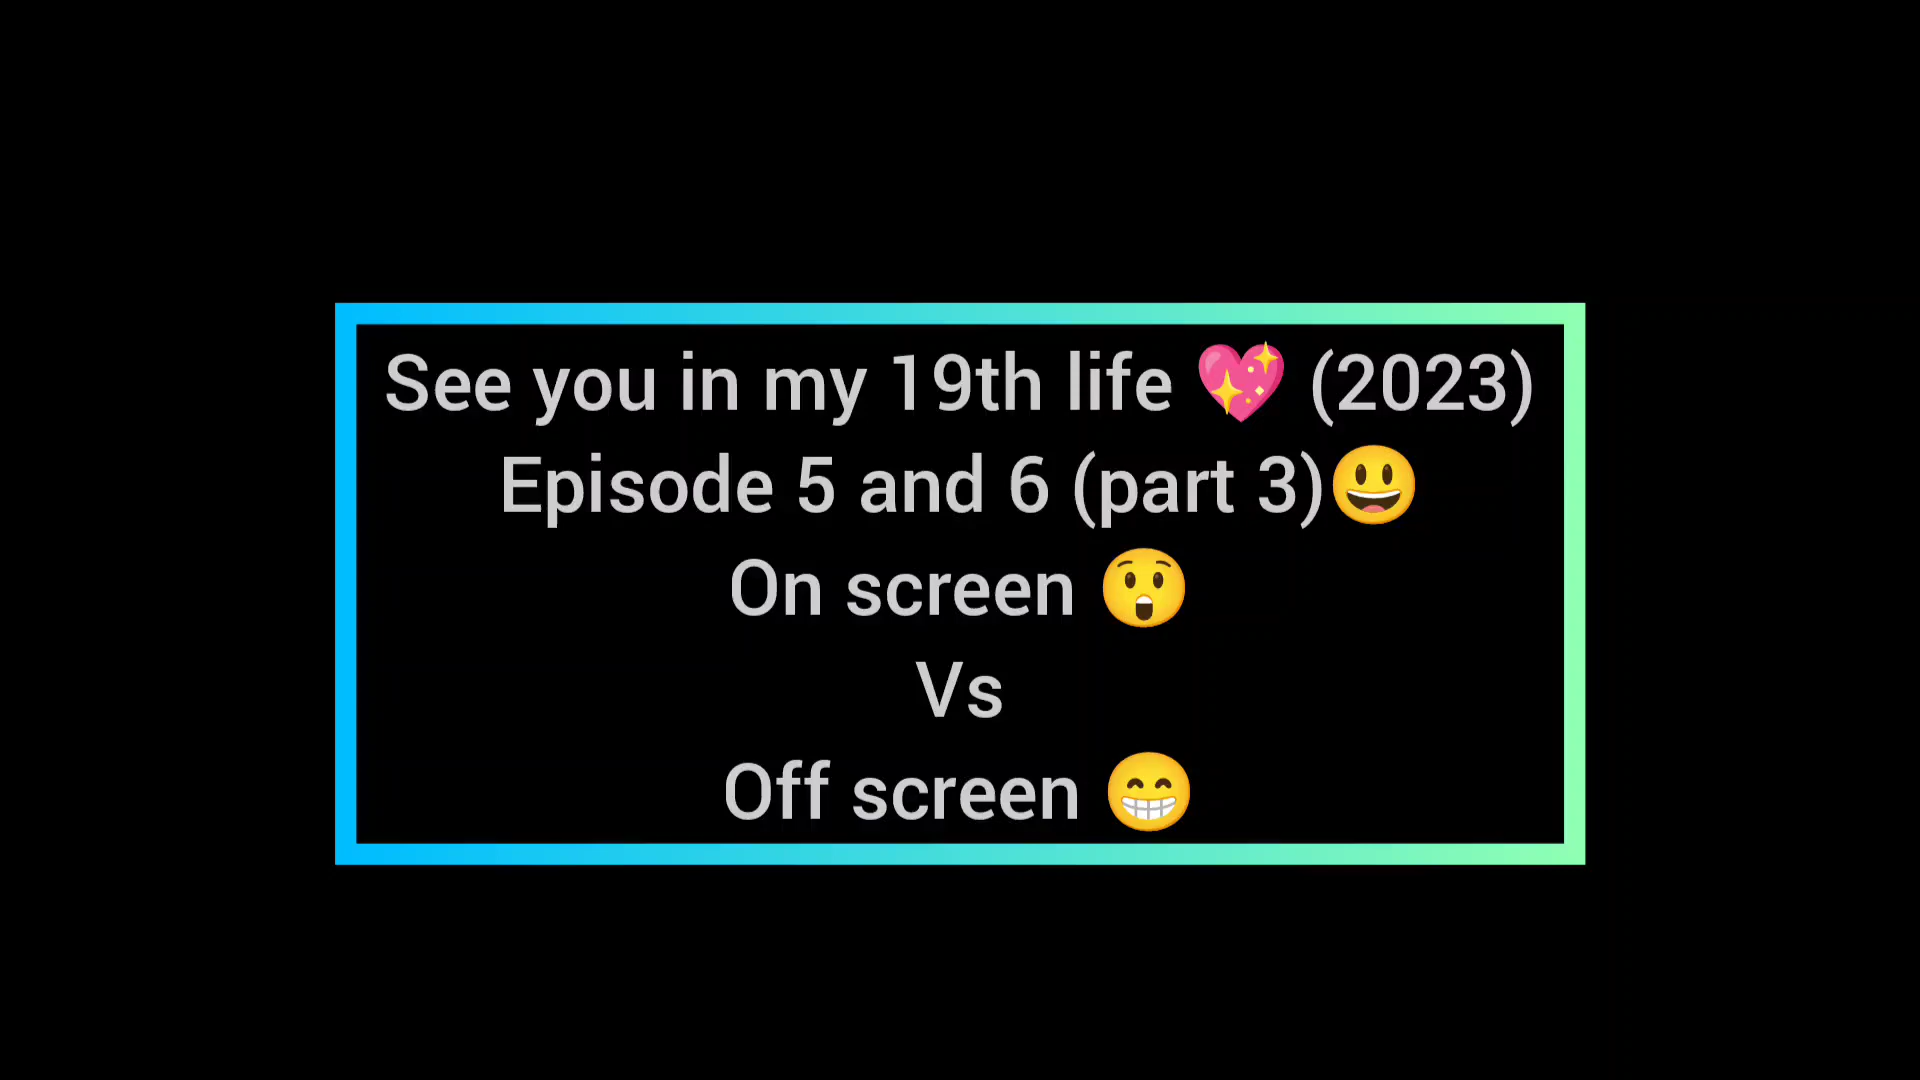 See you in my 19th life 💖 (2023)
Episode 5 and 6 (part 3)😃
On screen 😲
Vs
Off screen 😁